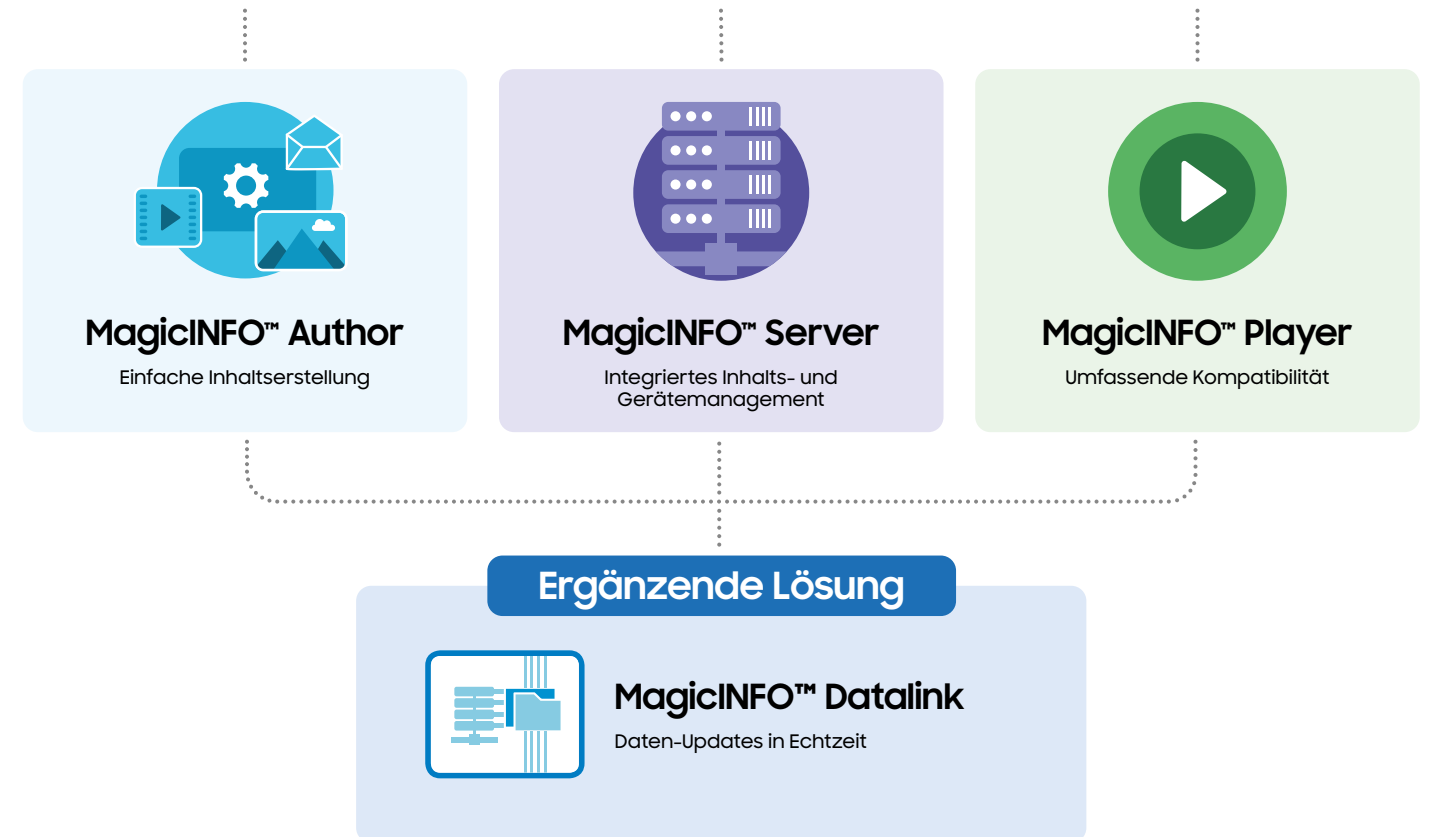 MagicINFO™ Author
Einfache Inhaltserstellung
MagicINFO™ Server
Integriertes Inhalts- und
Gerätemanagement
MagicINFO™ Player
Umfassende Kompatibilität
Ergänzende Lösung
MagicINFO™ Datalink
Daten-Updates in Echtzeit